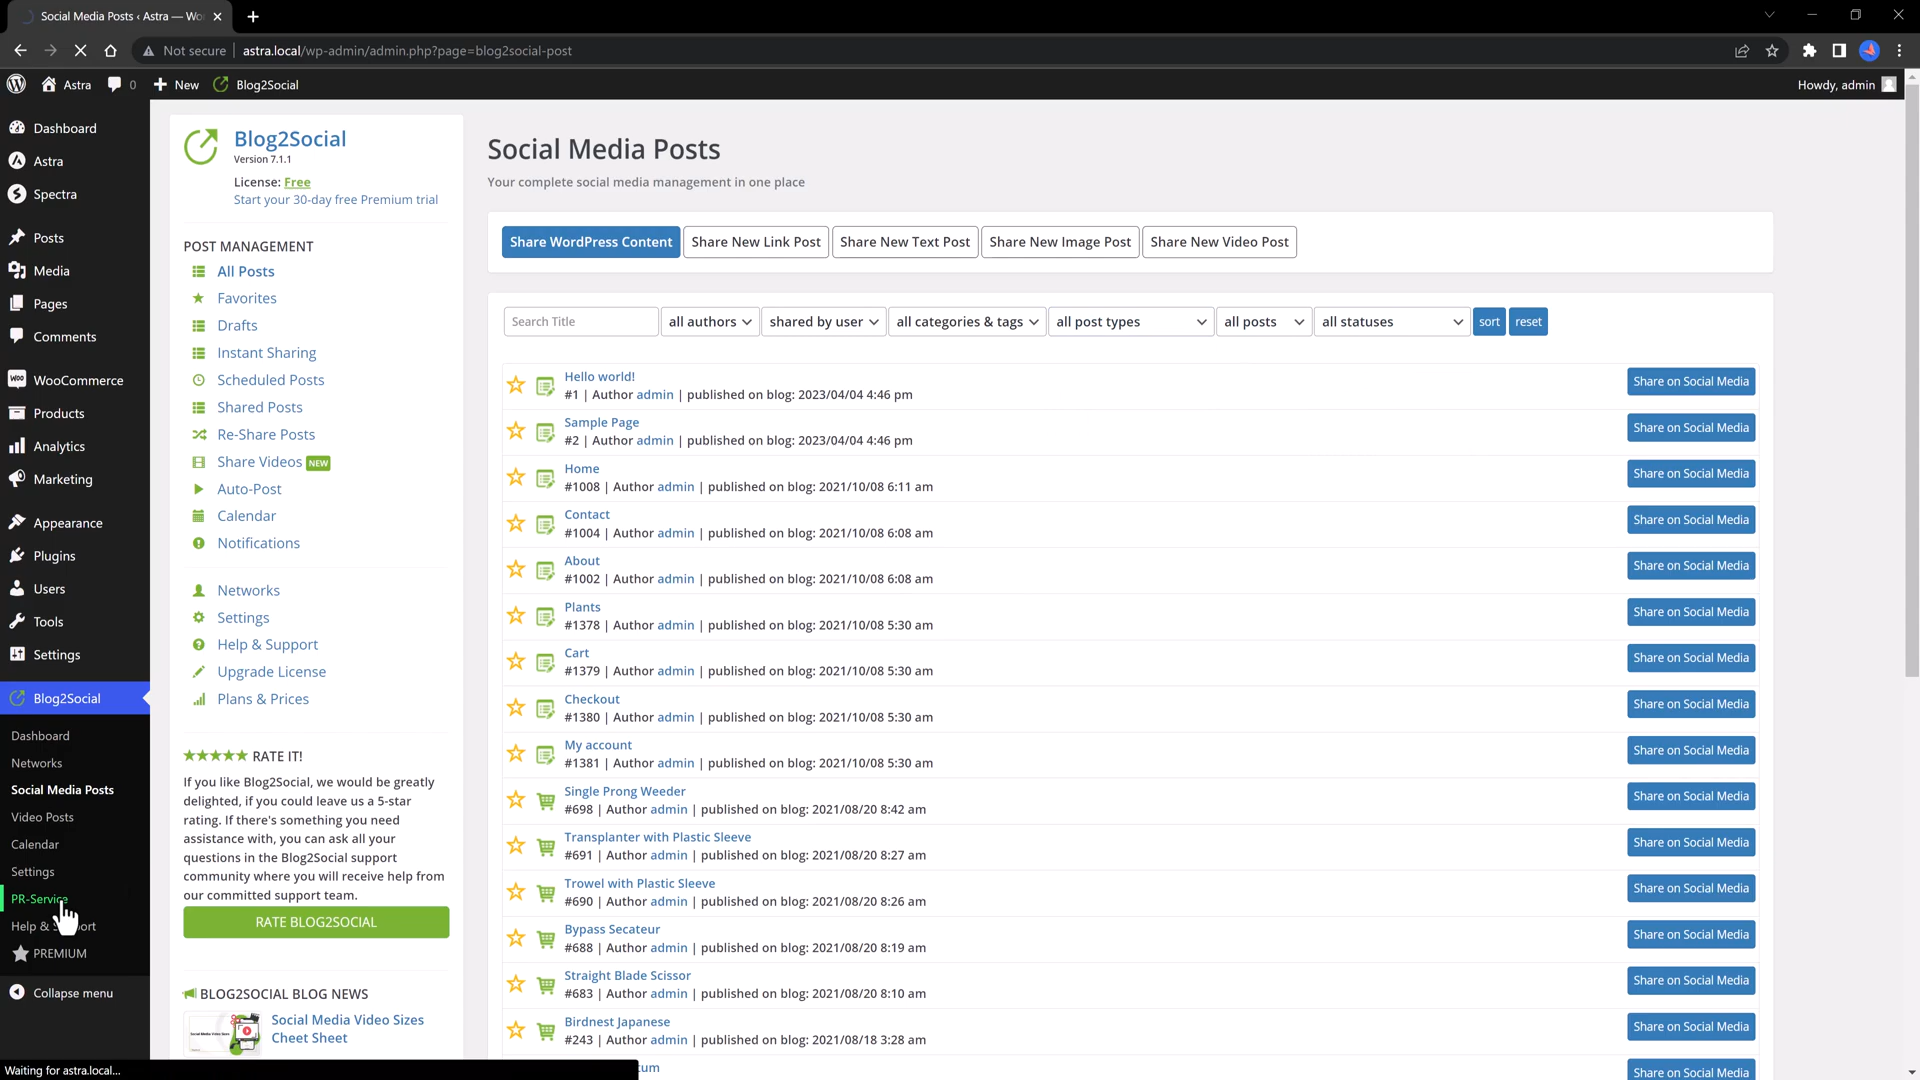 Social Media Posts ‹ Astra — Wo
Not secure
astra.local/wp-admin/admin.php?page=blog2social-post
Astra
0
New
Blog2Social
Howdy, admin
Dashboard
Astra
Spectra
Posts
Media
Pages
Comments
WooCommerce
Products
Analytics
Marketing
Appearance
Plugins
Users
Tools
Settings
Blog2Social
Dashboard
Networks
Social Media Posts
Video Posts
Calendar
Settings
PR-Service
Help &
PREMIUM
Collapse menu
Waiting for astra.local...
Blog2Social
Version 7.1.1
License: Free
Start your 30-day free Premium trial
POST MANAGEMENT
All Posts
Favorites
Drafts
Instant Sharing
Scheduled Posts
Shared Posts
Re-Share Posts
Share Videos NEW
Auto-Post
Calendar
Notifications
Networks
Settings
Help & Support
Upgrade License
Plans & Prices
RATE IT!
If you like Blog2Social, we would be greatly
delighted, if you could leave us a 5-star
rating. If there's something you need
assistance with, you can ask all your
questions in the Blog2Social support
community where you will receive help from
our committed support team.
RATE BLOG2SOCIAL
BLOG2SOCIAL BLOG NEWS
Social Media Video Sizes
Cheet Sheet
Social Media Posts
Your complete social media management in one place
Share WordPress Content
Share New Link Post
Share New Text Post
Share New Image Post
Share New Video Post
Search Title
all authors
shared by user
all categories & tags
all post types
all posts
all statuses
sort
reset
Hello world!
#1 | Author admin | published on blog: 2023/04/04 4:46 pm
Share on Social Media
Sample Page
#2 | Author admin | published on blog: 2023/04/04 4:46 pm
Share on Social Media
Home
#1008 | Author admin | published on blog: 2021/10/08 6:11 am
Share on Social Media
Contact
#1004 | Author admin | published on blog: 2021/10/08 6:08 am
Share on Social Media
About
#1002 | Author admin | published on blog: 2021/10/08 6:08 am
Share on Social Media
Plants
#1378 | Author admin | published on blog: 2021/10/08 5:30 am
Share on Social Media
Cart
#1379 | Author admin | published on blog: 2021/10/08 5:30 am
Share on Social Media
Checkout
#1380 | Author admin | published on blog: 2021/10/08 5:30 am
Share on Social Media
My account
#1381 | Author admin | published on blog: 2021/10/08 5:30 am
Share on Social Media
Single Prong Weeder
#698 | Author admin | published on blog: 2021/08/20 8:42 am
Share on Social Media
Transplanter with Plastic Sleeve
#691 | Author admin | published on blog: 2021/08/20 8:27 am
Share on Social Media
Trowel with Plastic Sleeve
#690 | Author admin | published on blog: 2021/08/20 8:26 am
Share on Social Media
Bypass Secateur
#688 | Author admin | published on blog: 2021/08/20 8:19 am
Share on Social Media
Straight Blade Scissor
#683 | Author admin | published on blog: 2021/08/20 8:10 am
Share on Social Media
Birdnest Japanese
#243 | Author admin | published on blog: 2021/08/18 3:28 am
Share on Social Media
tum
Share on Social Media